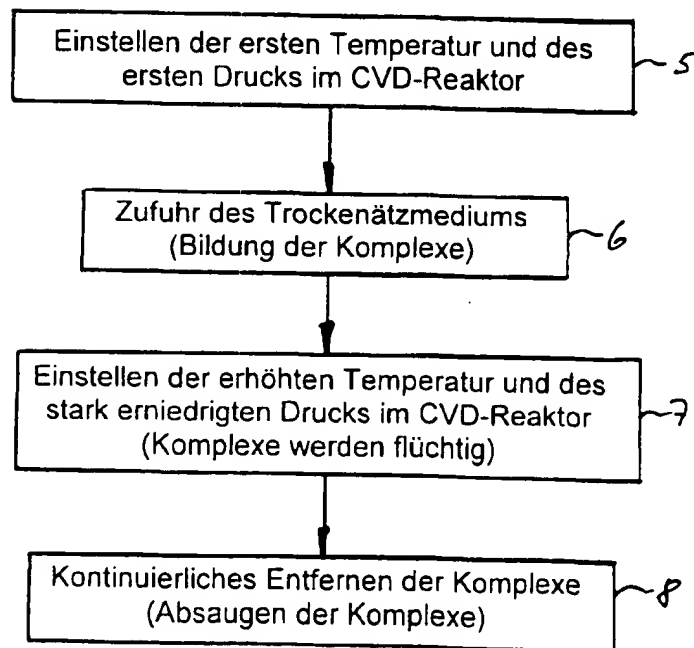 Einstellen der ersten Temperatur und des
ersten Drucks im CVD-Reaktor
5
Zufuhr des Trockenätzmediums
(Bildung der Komplexe)
6
Einstellen der erhöhten Temperatur und des
stark erniedrigten Drucks im CVD-Reaktor
(Komplexe werden flüchtig)
7
Kontinuierliches Entfernen der Komplexe
(Absaugen der Komplexe)
8